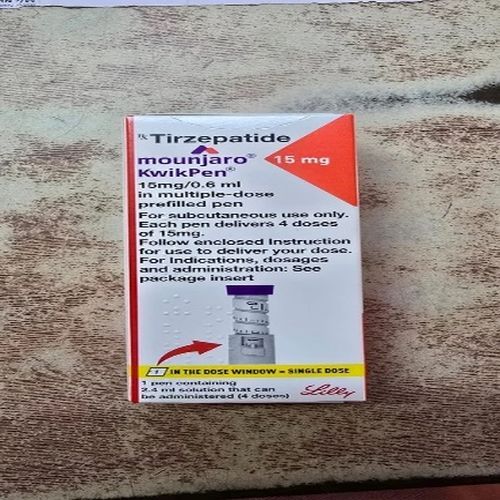 Rx Tirzepatide
mounjaro® 15 mg
KwikPen®
15mg/0.6 ml
in multiple-dose
prefilled pen
For subcutaneous use only.
Each pen delivers 4 doses
of 15mg.
Follow enclosed Instruction
for use to deliver your dose.
For Indications, dosages
and administration: See
package insert
1 IN THE DOSE WINDOW = SINGLE DOSE
1 pen containing
2.4 ml solution that can
be administered (4 doses)
Lilly